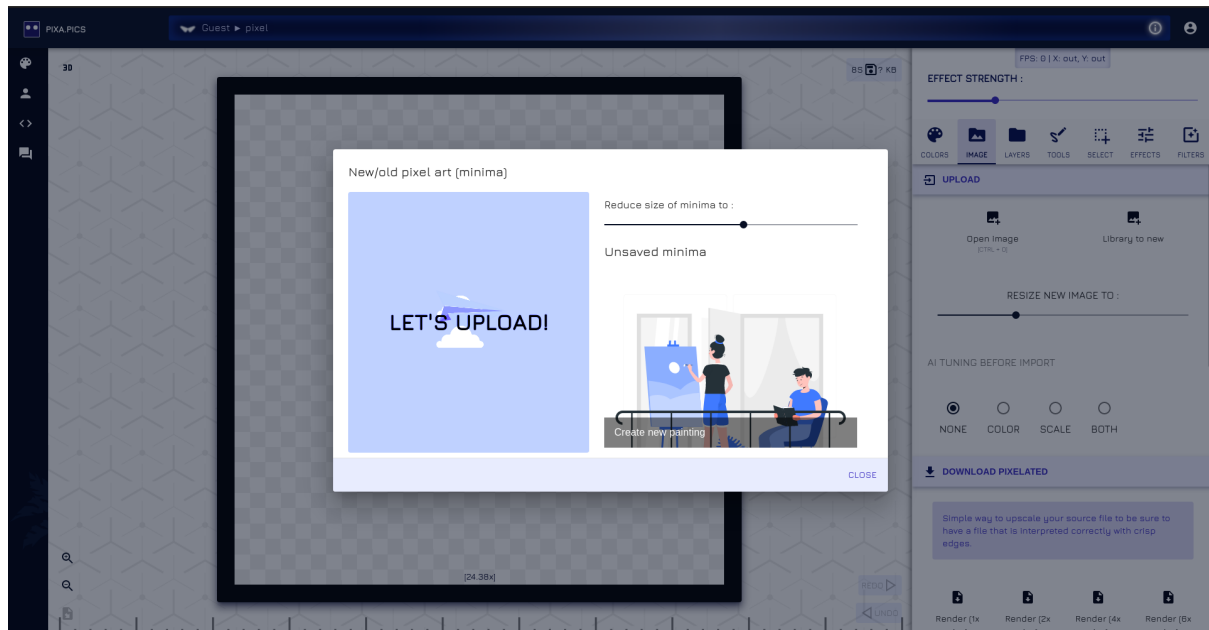 PIXA.PICS
Guest ► pixel
3D
BS ? KB
FPS: 0 | X: out, Y: out
EFFECT STRENGTH :
COLORS IMAGE LAYERS TOOLS SELECT EFFECTS FILTERS
UPLOAD
Open image
[CTRL + O]
Library to new
RESIZE NEW IMAGE TO :
AI TUNING BEFORE IMPORT
NONE COLOR SCALE BOTH
DOWNLOAD PIXELATED
Simple way to upscale your source file to be sure to
have a file that is interpreted correctly with crisp
edges.
Render (1x Render (2x Render (4x Render (6x
New/old pixel art (minima)
LET'S UPLOAD!
Reduce size of minima to :
Unsaved minima
Create new painting
CLOSE
[24.38x]
REDO
UNDO